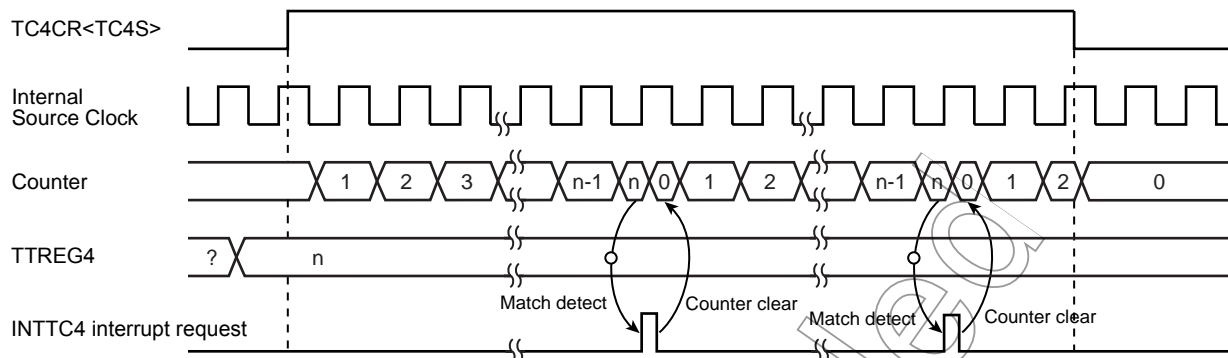 TC4CR<TC4S>
Internal
Source Clock
Counter
1 2 3 n-1 n 0 1 2 n-1 n 0 1 2 0
TTREG4
? n
Match detect Counter clear Match detect Counter clear
INTTC4 interrupt request